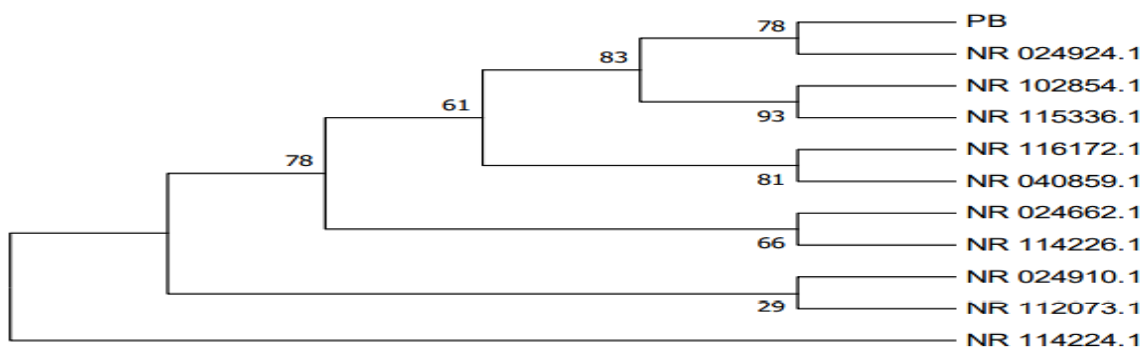 PB
78
NR 024924.1
83
NR 102854.1
61
93
NR 115336.1
NR 116172.1
78
81
NR 040859.1
NR 024662.1
66
NR 114226.1
NR 024910.1
29
NR 112073.1
NR 114224.1